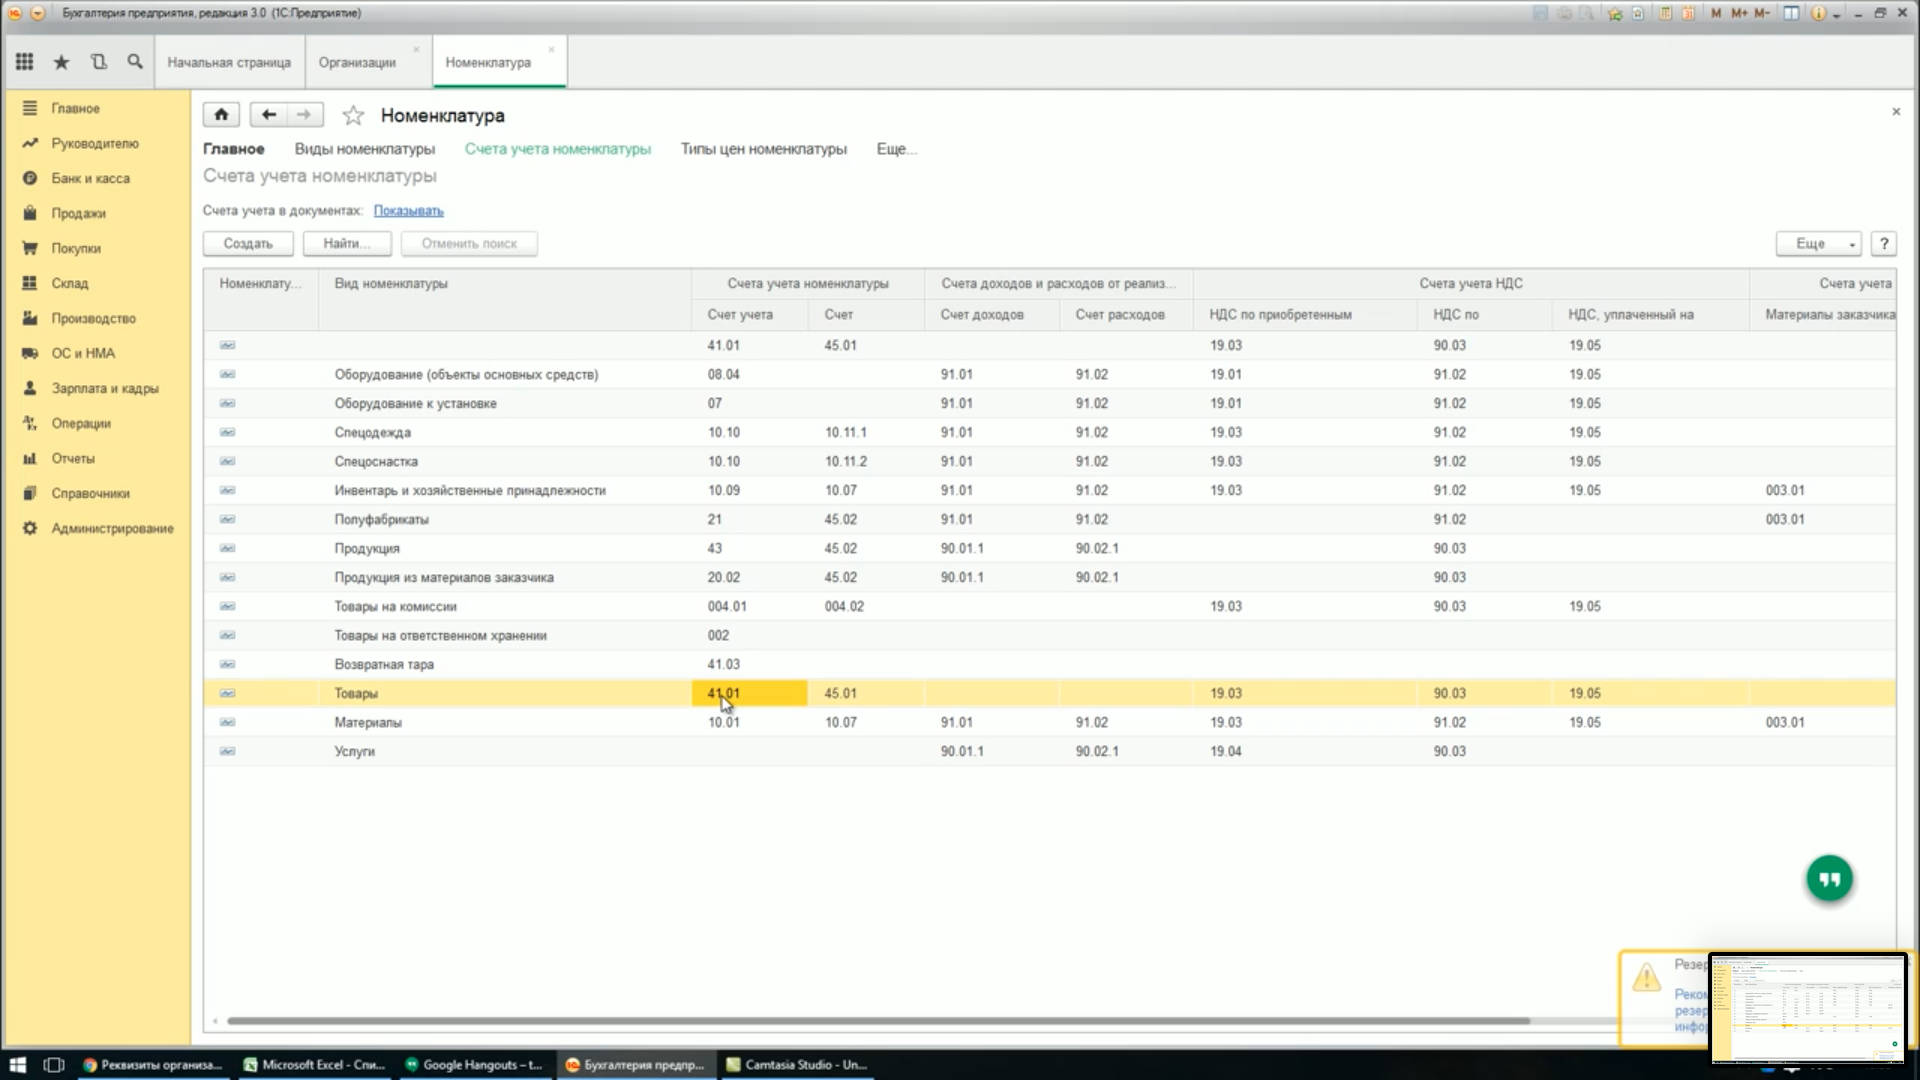 Бухгалтерия предприятия, редакция 3.0 (1С:Предприятие)
M M+ M-
Начальная страница
Организации
Номенклатура
Главное
Руководителю
Банк и касса
Продажи
Покупки
Склад
Производство
ОС и НМА
Зарплата и кадры
Операции
Отчеты
Справочники
Администрирование
Номенклатура
Главное Виды номенклатуры Счета учета номенклатуры Типы цен номенклатуры Еще...
Счета учета номенклатуры
Счета учета в документах: Показывать
Создать Найти... Отменить поиск Еще ?
Номенклату... Вид номенклатуры Счета учета номенклатуры Счета доходов и расходов от реализ... Счета учета НДС Счета учета
Счет учета Счет Счет доходов Счет расходов НДС по приобретенным НДС по НДС, уплаченный на Материалы заказчика
41.01 45.01 19.03 90.03 19.05
Оборудование (объекты основных средств) 08.04 91.01 91.02 19.01 91.02 19.05
Оборудование к установке 07 91.01 91.02 19.01 91.02 19.05
Спецодежда 10.10 10.11.1 91.01 91.02 19.03 91.02 19.05
Спецоснастка 10.10 10.11.2 91.01 91.02 19.03 91.02 19.05
Инвентарь и хозяйственные принадлежности 10.09 10.07 91.01 91.02 19.03 91.02 19.05 003.01
Полуфабрикаты 21 45.02 91.01 91.02 91.02 003.01
Продукция 43 45.02 90.01.1 90.02.1 90.03
Продукция из материалов заказчика 20.02 45.02 90.01.1 90.02.1 90.03
Товары на комиссии 004.01 004.02 19.03 90.03 19.05
Товары на ответственном хранении 002
Возвратная тара 41.03
Товары 41.01 45.01 19.03 90.03 19.05
Материалы 10.01 10.07 91.01 91.02 19.03 91.02 19.05 003.01
Услуги 90.01.1 90.02.1 19.04 90.03
Резер
Реком
резер
инфор
Реквизиты организа... Microsoft Excel - Спи... Google Hangouts – t... Бухгалтерия предпр... Camtasia Studio - Un...